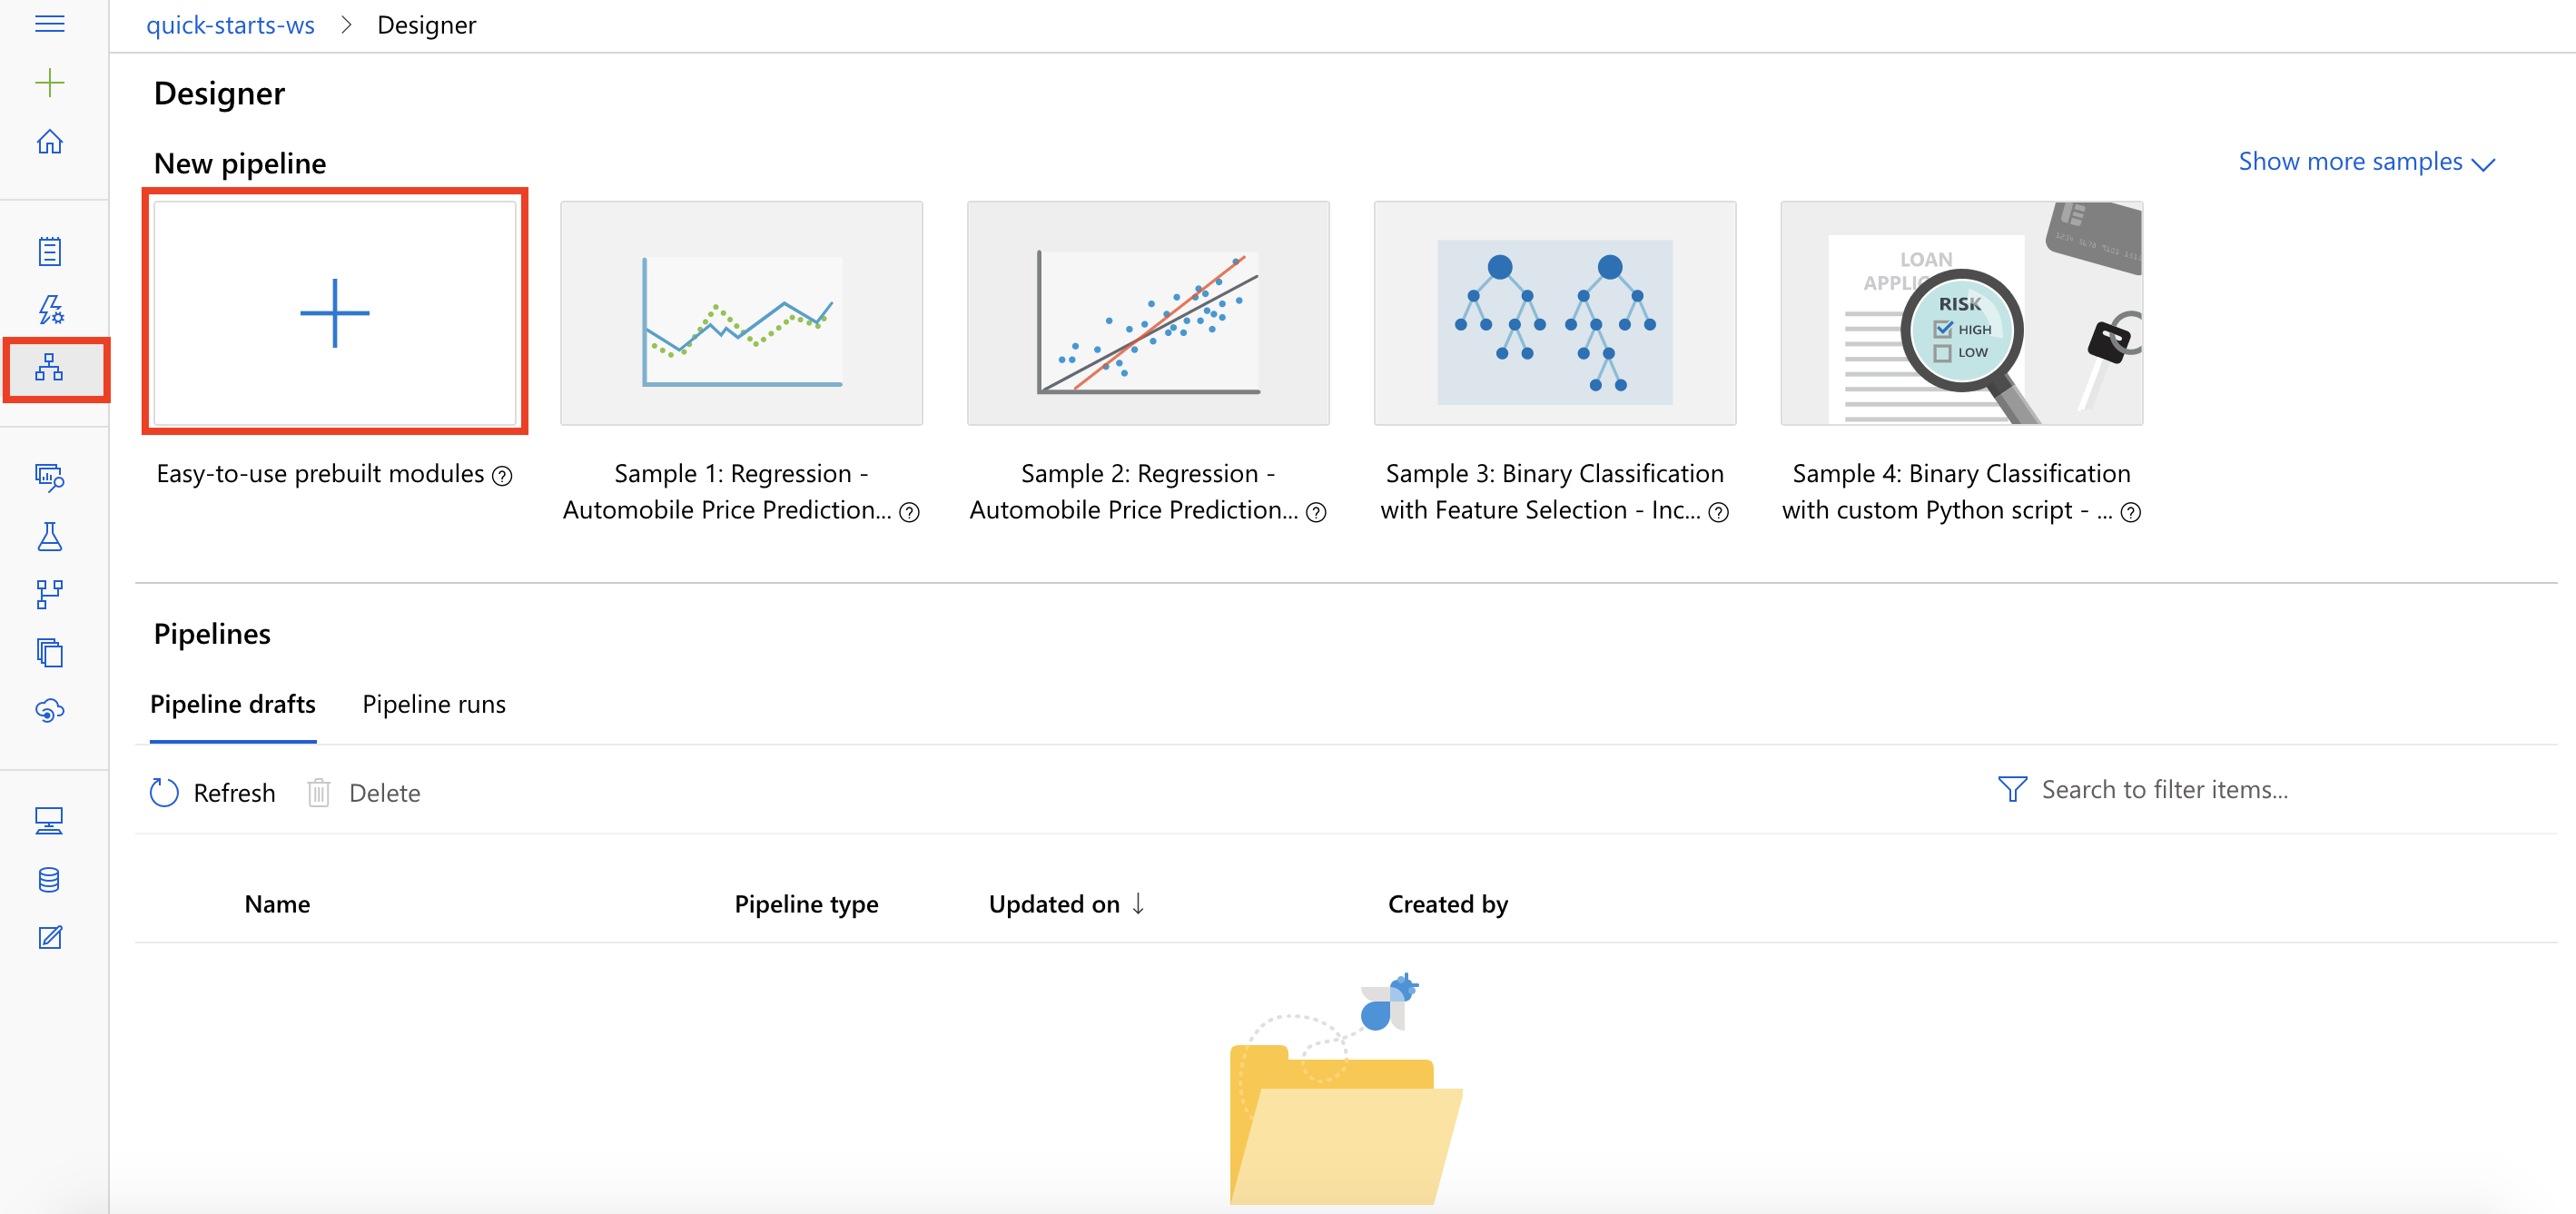 quick-starts-ws > Designer
Designer
New pipeline
Show more samples
LOAN
APPLIC
RISK
HIGH
LOW
Easy-to-use prebuilt modules
Sample 1: Regression -
Automobile Price Prediction...
Sample 2: Regression -
Automobile Price Prediction...
Sample 3: Binary Classification
with Feature Selection - Inc...
Sample 4: Binary Classification
with custom Python script - ...
Pipelines
Pipeline drafts Pipeline runs
Refresh Delete
Search to filter items...
Name Pipeline type Updated on ↓ Created by